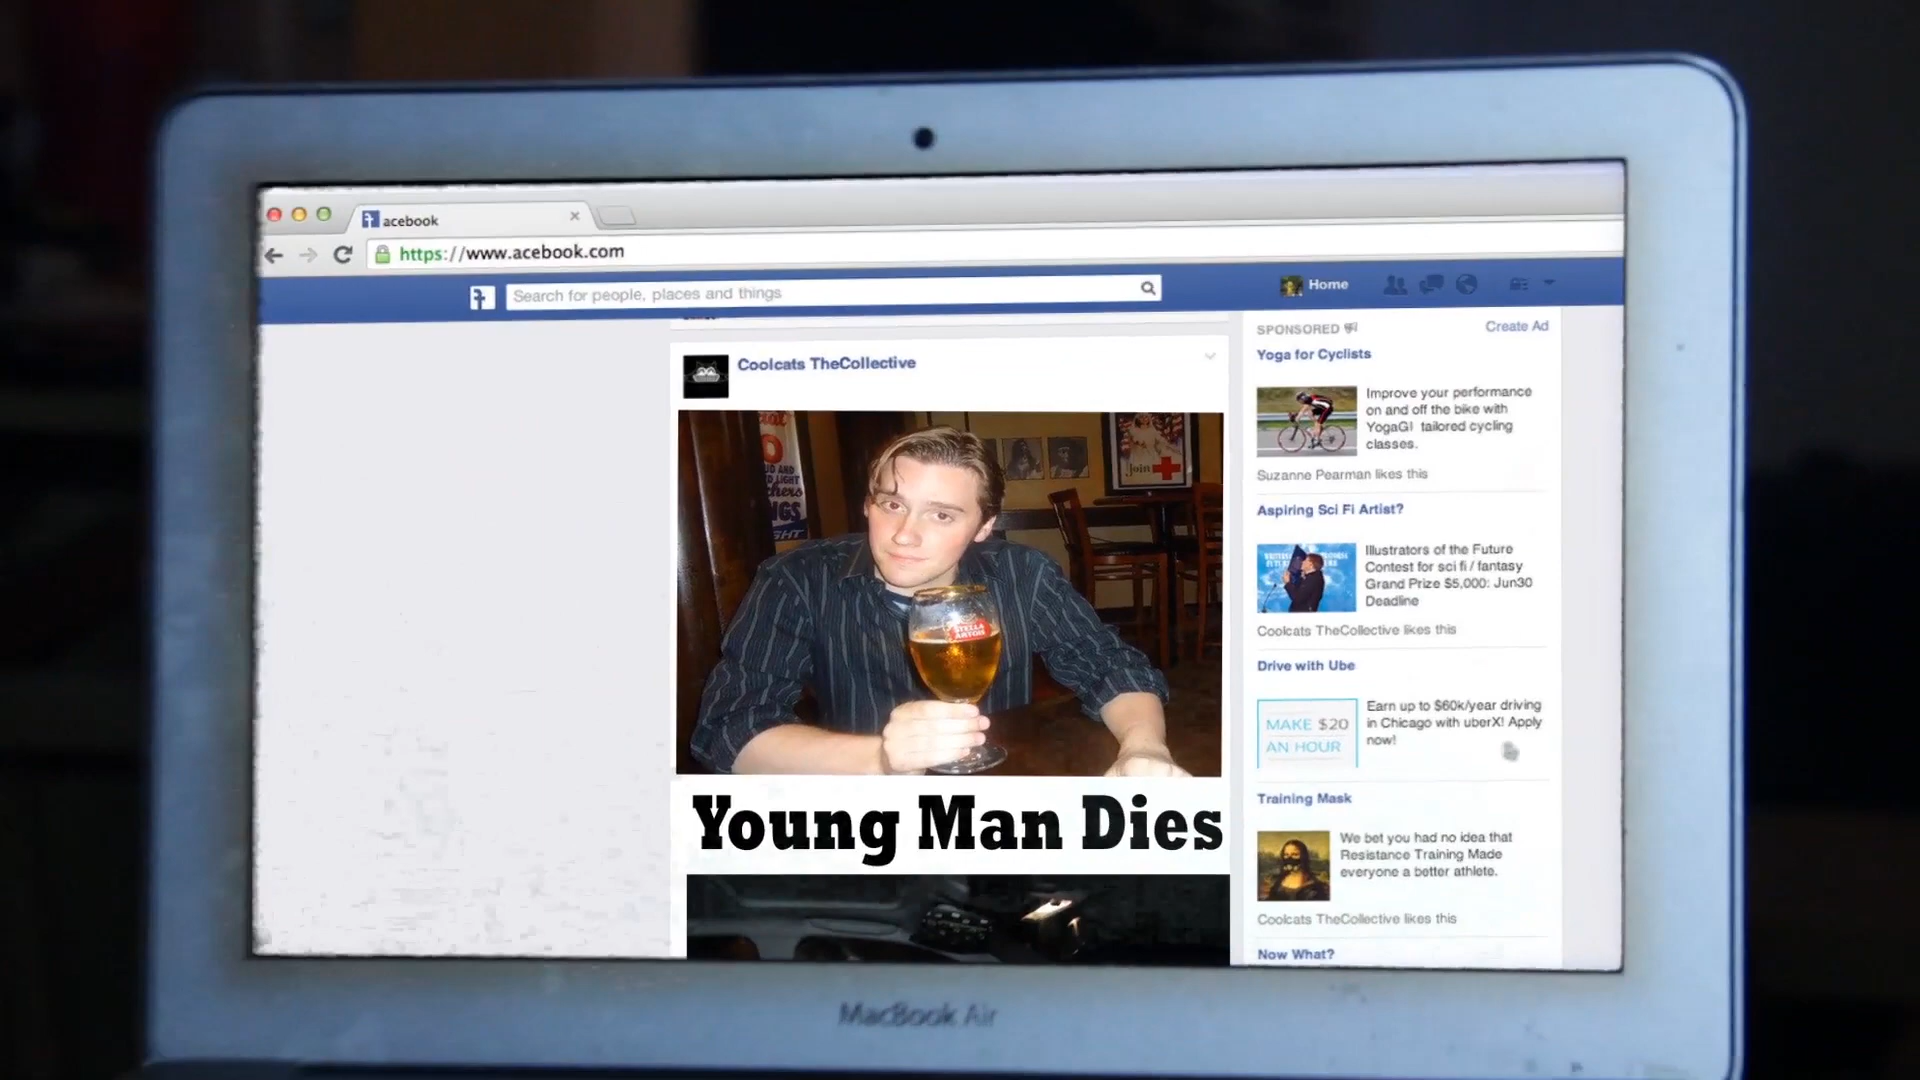 acebook
https://www.acebook.com
Search for people, places and things
Home
Coolcats TheCollective
LIGHT
Join
STELLA
ARTOIS
Young Man Dies
SPONSORED
Create Ad
Yoga for Cyclists
Improve your performance
on and off the bike with
YogaGl tailored cycling
classes.
Suzanne Pearman likes this
Aspiring Sci Fi Artist?
Illustrators of the Future
Contest for sci fi / fantasy
Grand Prize $5,000: Jun30
Deadline
Coolcats TheCollective likes this
Drive with Ube
MAKE $20
AN HOUR
Earn up to $60k/year driving
in Chicago with uberX! Apply
now!
Training Mask
We bet you had no idea that
Resistance Training Made
everyone a better athlete.
Coolcats TheCollective likes this
Now What?
MacBook Air